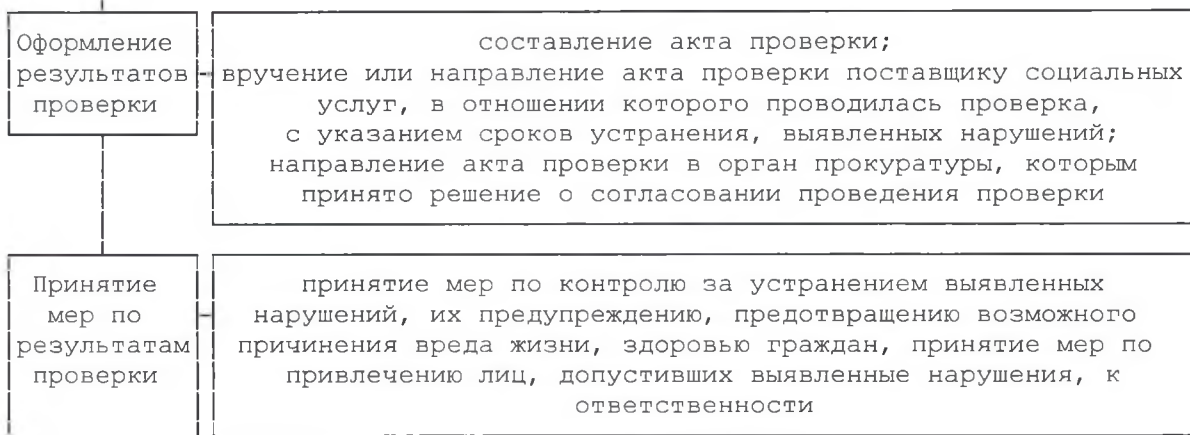 Оформление
результатов
проверки
составление акта проверки;
вручение или направление акта проверки поставщику социальных
услуг, в отношении которого проводилась проверка,
с указанием сроков устранения, выявленных нарушений;
направление акта проверки в орган прокуратуры, которым
принято решение о согласовании проведения проверки
Принятие
мер по
результатам
проверки
принятие мер по контролю за устранением выявленных
нарушений, их предупреждению, предотвращению возможного
причинения вреда жизни, здоровью граждан, принятие мер по
привлечению лиц, допустивших выявленные нарушения, к
ответственности